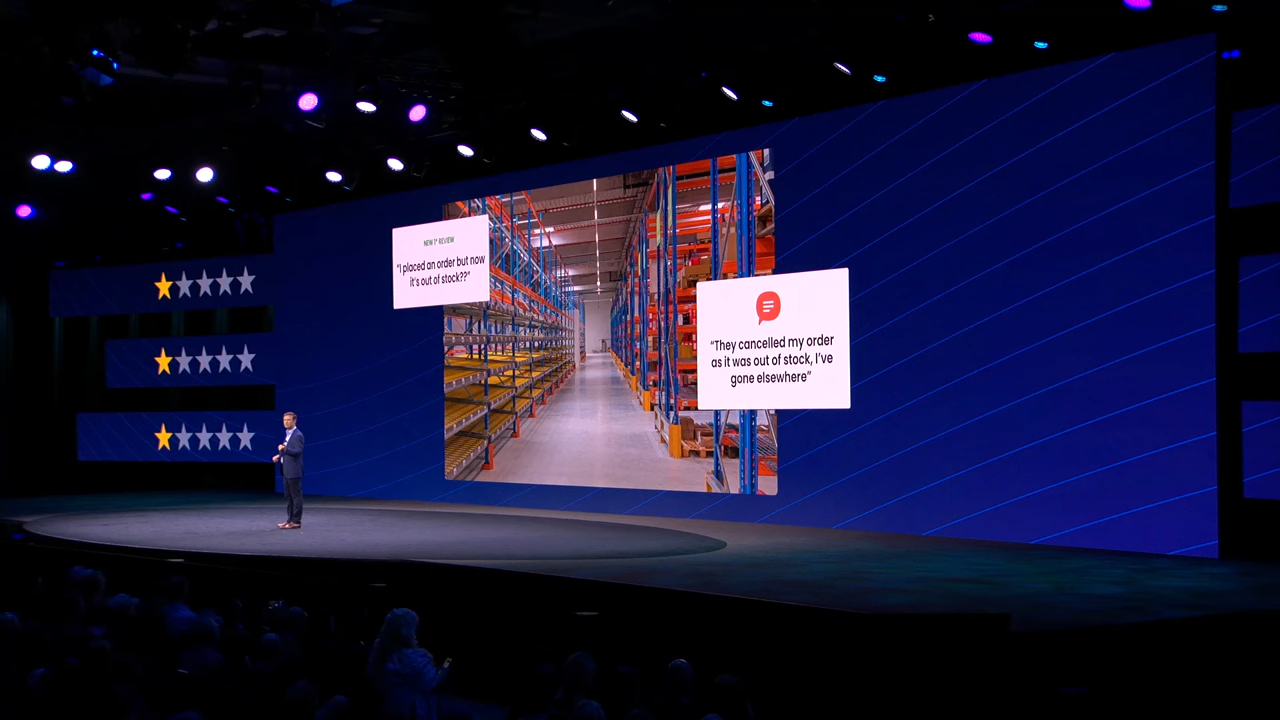 NEW 1* REVIEW
“I placed an order but now
it’s out of stock??”
“They cancelled my order
as it was out of stock, I’ve
gone elsewhere”